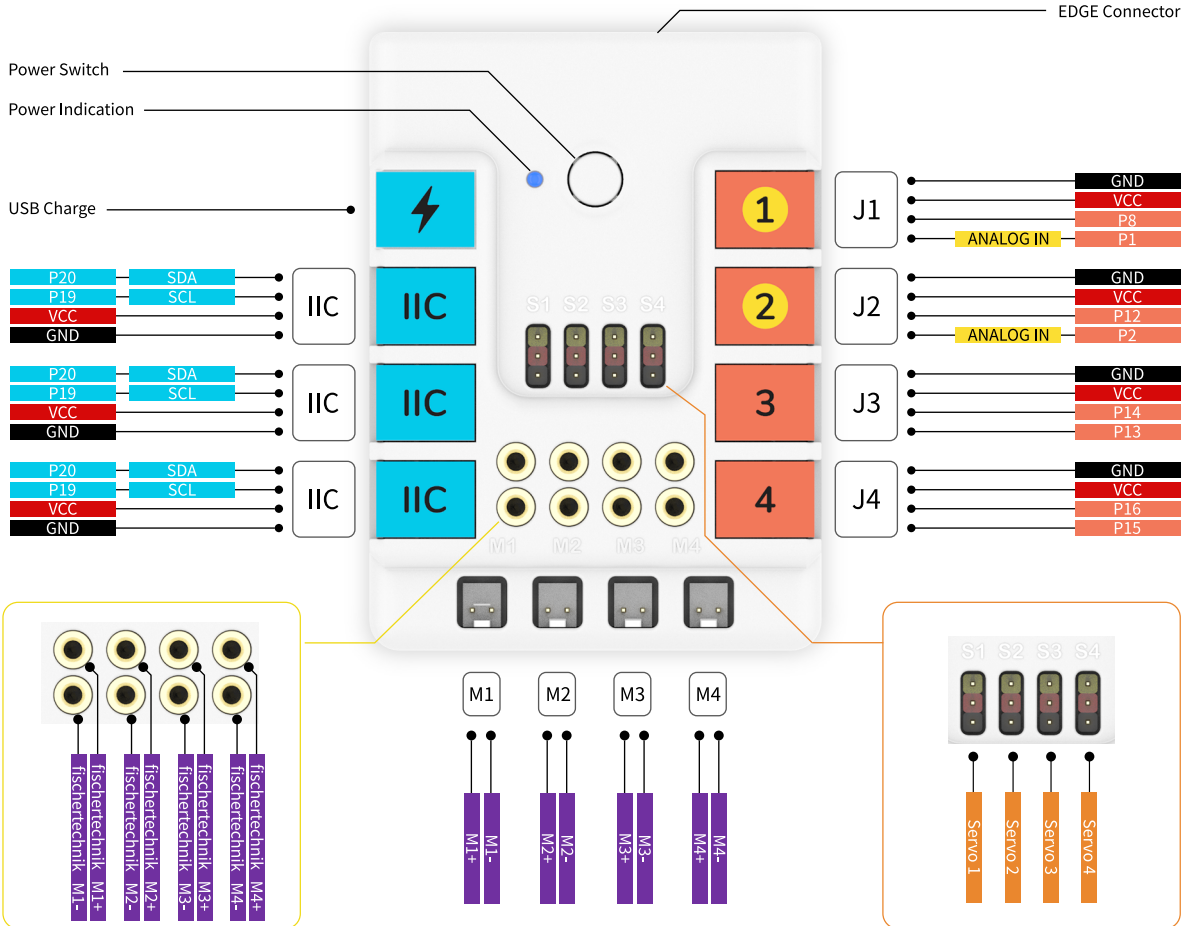 EDGE Connector
Power Switch
Power Indication
USB Charge
P20 SDA
P19 SCL
VCC
GND
IIC
P20 SDA
P19 SCL
VCC
GND
IIC
P20 SDA
P19 SCL
VCC
GND
IIC
IIC
IIC
IIC
S1 S2 S3 S4
1
2
3
4
J1
GND
VCC
P8
ANALOG IN P1
J2
GND
VCC
P12
ANALOG IN P2
J3
GND
VCC
P14
P13
J4
GND
VCC
P16
P15
M1 M2 M3 M4
M1 M2 M3 M4
M1+
M1-
M2+
M2-
M3+
M3-
M4+
M4-
fischertechnik M1-
fischertechnik M1+
fischertechnik M2-
fischertechnik M2+
fischertechnik M3-
fischertechnik M3+
fischertechnik M4-
fischertechnik M4+
S1 S2 S3 S4
Servo 1
Servo 2
Servo 3
Servo 4